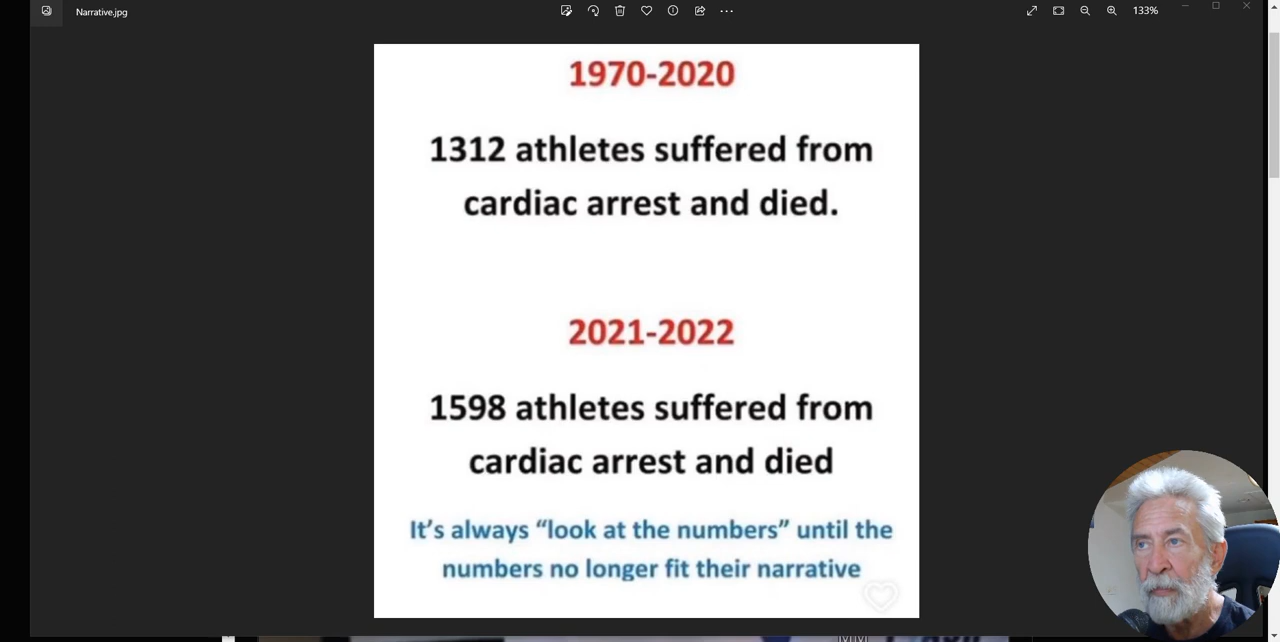 Narrative.jpg
133%
1970-2020
1312 athletes suffered from
cardiac arrest and died.
2021-2022
1598 athletes suffered from
cardiac arrest and died
It’s always “look at the numbers” until the
numbers no longer fit their narrative